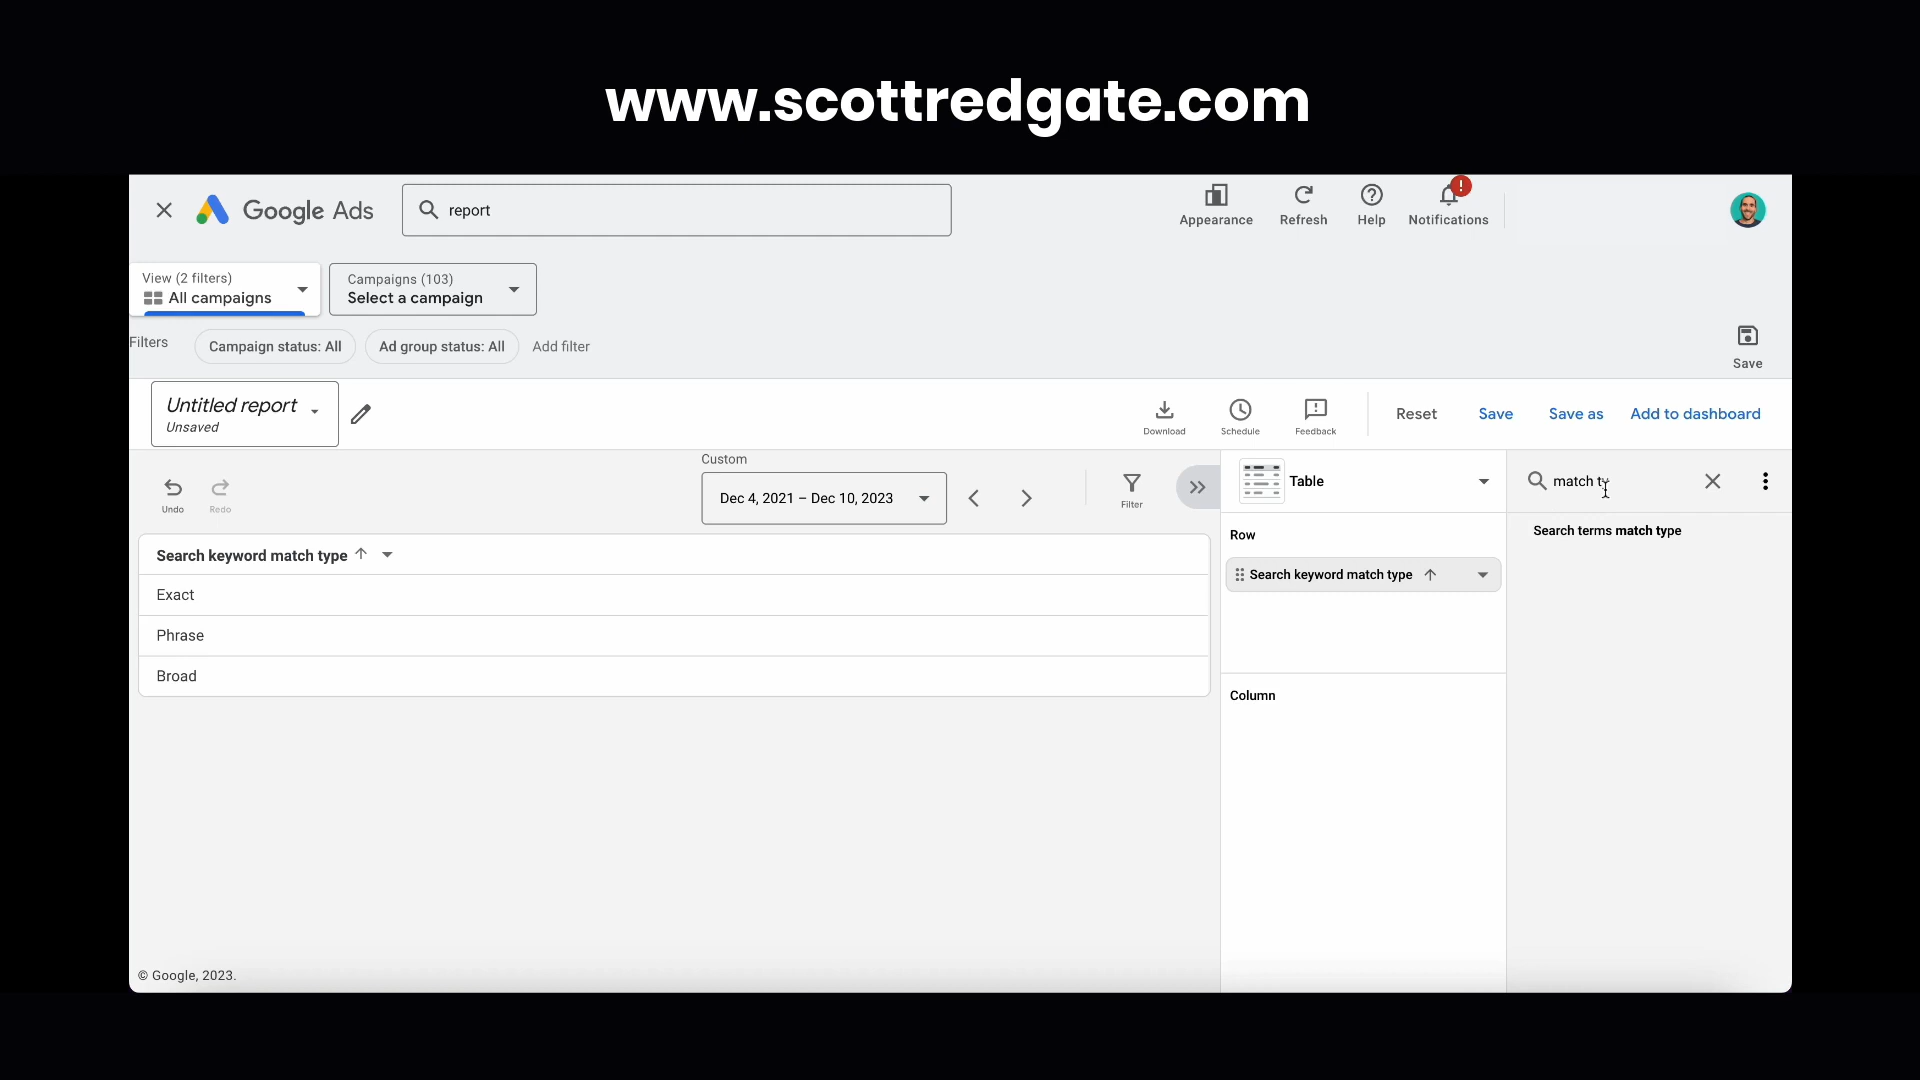 www.scottredgate.com
Google Ads
report
Appearance
Refresh
Help
Notifications
View (2 filters)
All campaigns
Campaigns (103)
Select a campaign
Filters
Campaign status: All
Ad group status: All
Add filter
Save
Untitled report
Unsaved
Download
Schedule
Feedback
Reset
Save
Save as
Add to dashboard
Undo
Redo
Custom
Dec 4, 2021 – Dec 10, 2023
Filter
Table
match ty
Search keyword match type
Exact
Phrase
Broad
Row
Search keyword match type
Column
Search terms match type
© Google, 2023.